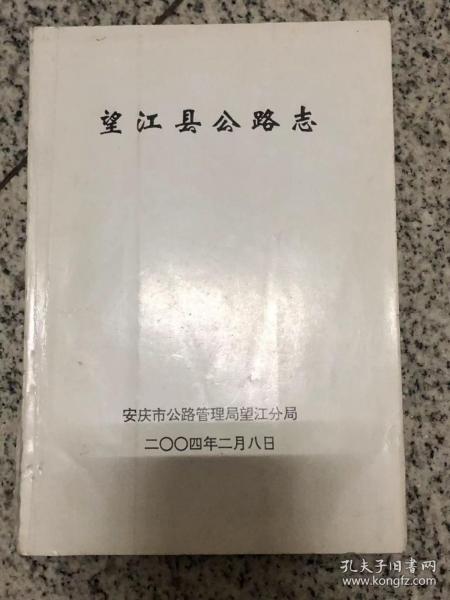 望江县公路志
安庆市公路管理局望江分局
二〇〇四年二月八日
孔夫子旧书网
www.kongfz.com